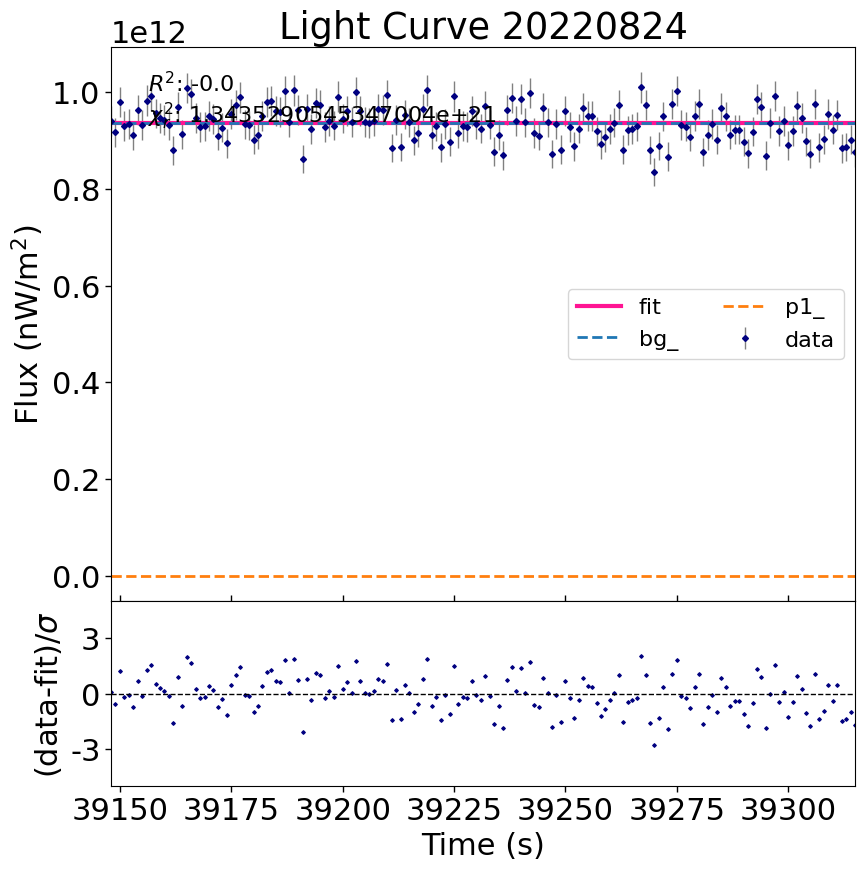 Light Curve 20220824
1e12
R²: -0.0
χ²: 1.3435290545347004e+21
1.0
0.8
0.6
0.4
0.2
0.0
Flux (nW/m²)
fit
bg_
p1_
data
3
0
-3
(data-fit)/σ
39150 39175 39200 39225 39250 39275 39300
Time (s)